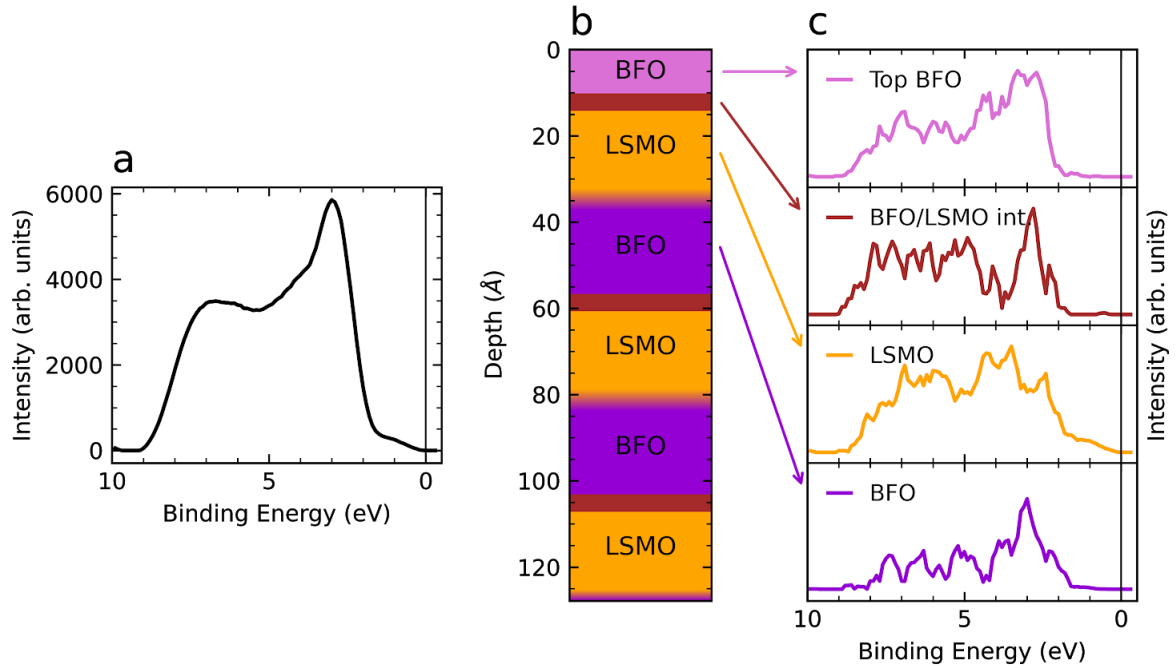 a
6000
4000
2000
0
Intensity (arb. units)
10
5
0
Binding Energy (eV)
b
0
20
40
60
80
100
120
Depth (Å)
BFO
LSMO
BFO
LSMO
BFO
LSMO
c
Top BFO
BFO/LSMO int.
LSMO
BFO
10
5
0
Binding Energy (eV)
Intensity (arb. units)